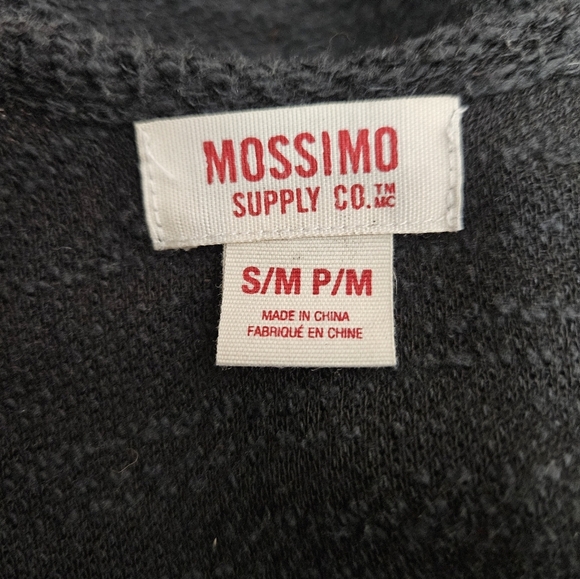 MOSSIMO
SUPPLY CO.™ MC
S/M P/M
MADE IN CHINA
FABRIQUÉ EN CHINE